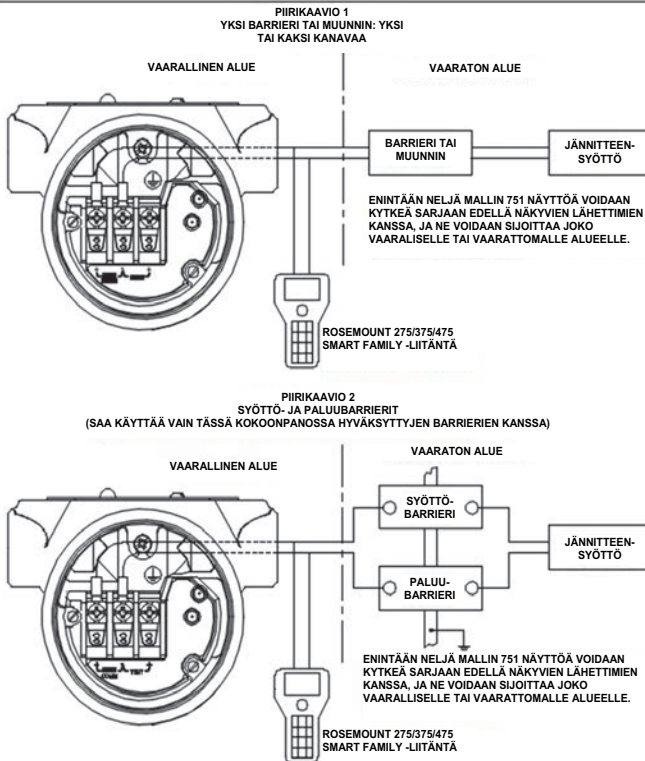 PIIRIKAAVIO 1
YKSI BARRIERI TAI MUUNNIN: YKSI
TAI KAKSI KANAVAA
VAARALLINEN ALUE
VAARATON ALUE
BARRIERI TAI
MUUNNIN
JÄNNITTEEN-
SYÖTTÖ
ENINTÄÄN NELJÄ MALLIN 751 NÄYTTÖÄ VOIDAAN
KYTKEÄ SARJAAN EDELLÄ NÄKYVIEN LÄHETTIMIEN
KANSSA, JA NE VOIDAAN SIJOITTAA JOKO
VAARALISELLE TAI VAARATTOMALLE ALUEELLE.
ROSEMOUNT 275/375/475
SMART FAMILY -LIITÄNTÄ
PIIRIKAAVIO 2
SYÖTTÖ- JA PALUUBARRIERIT
(SAA KÄYTTÄÄ VAIN TÄSSÄ KOKOONPANOSSA HYVÄKSYTTYJEN BARRIERIEN KANSSA)
VAARALLINEN ALUE
VAARATON ALUE
SYÖTTÖ-
BARRIERI
JÄNNITTEEN-
SYÖTTÖ
PALUU-
BARRIERI
ENINTÄÄN NELJÄ MALLIN 751 NÄYTTÖÄ VOIDAAN
KYTKEÄ SARJAAN EDELLÄ NÄKYVIEN LÄHETTIMIEN
KANSSA, JA NE VOIDAAN SIJOITTAA JOKO
VAARALLISELLE TAI VAARATTOMALLE ALUEELLE.
ROSEMOUNT 275/375/475
SMART FAMILY -LIITÄNTÄ